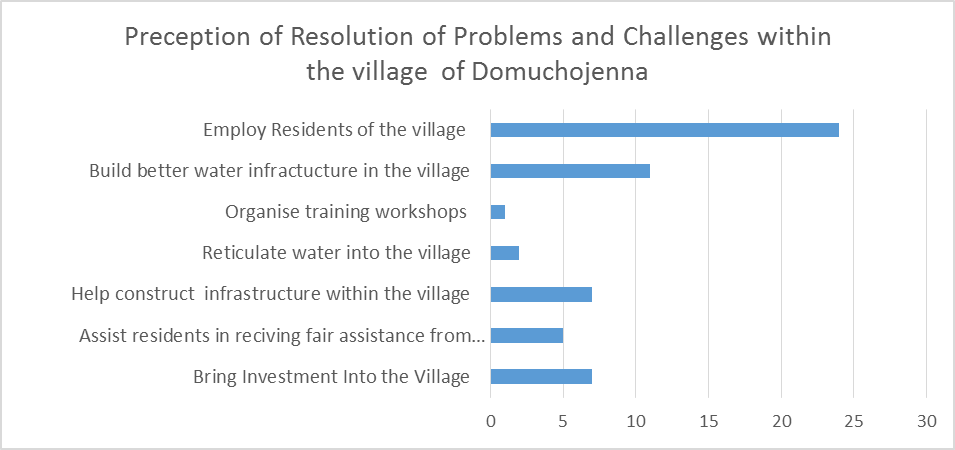 Preception of Resolution of Problems and Challenges within
the village of Domuchojenna
Employ Residents of the village
Build better water infractucture in the village
Organise training workshops
Reticulate water into the village
Help construct infrastructure within the village
Assist residents in reciving fair assistance from...
Bring Investment Into the Village
0 5 10 15 20 25 30